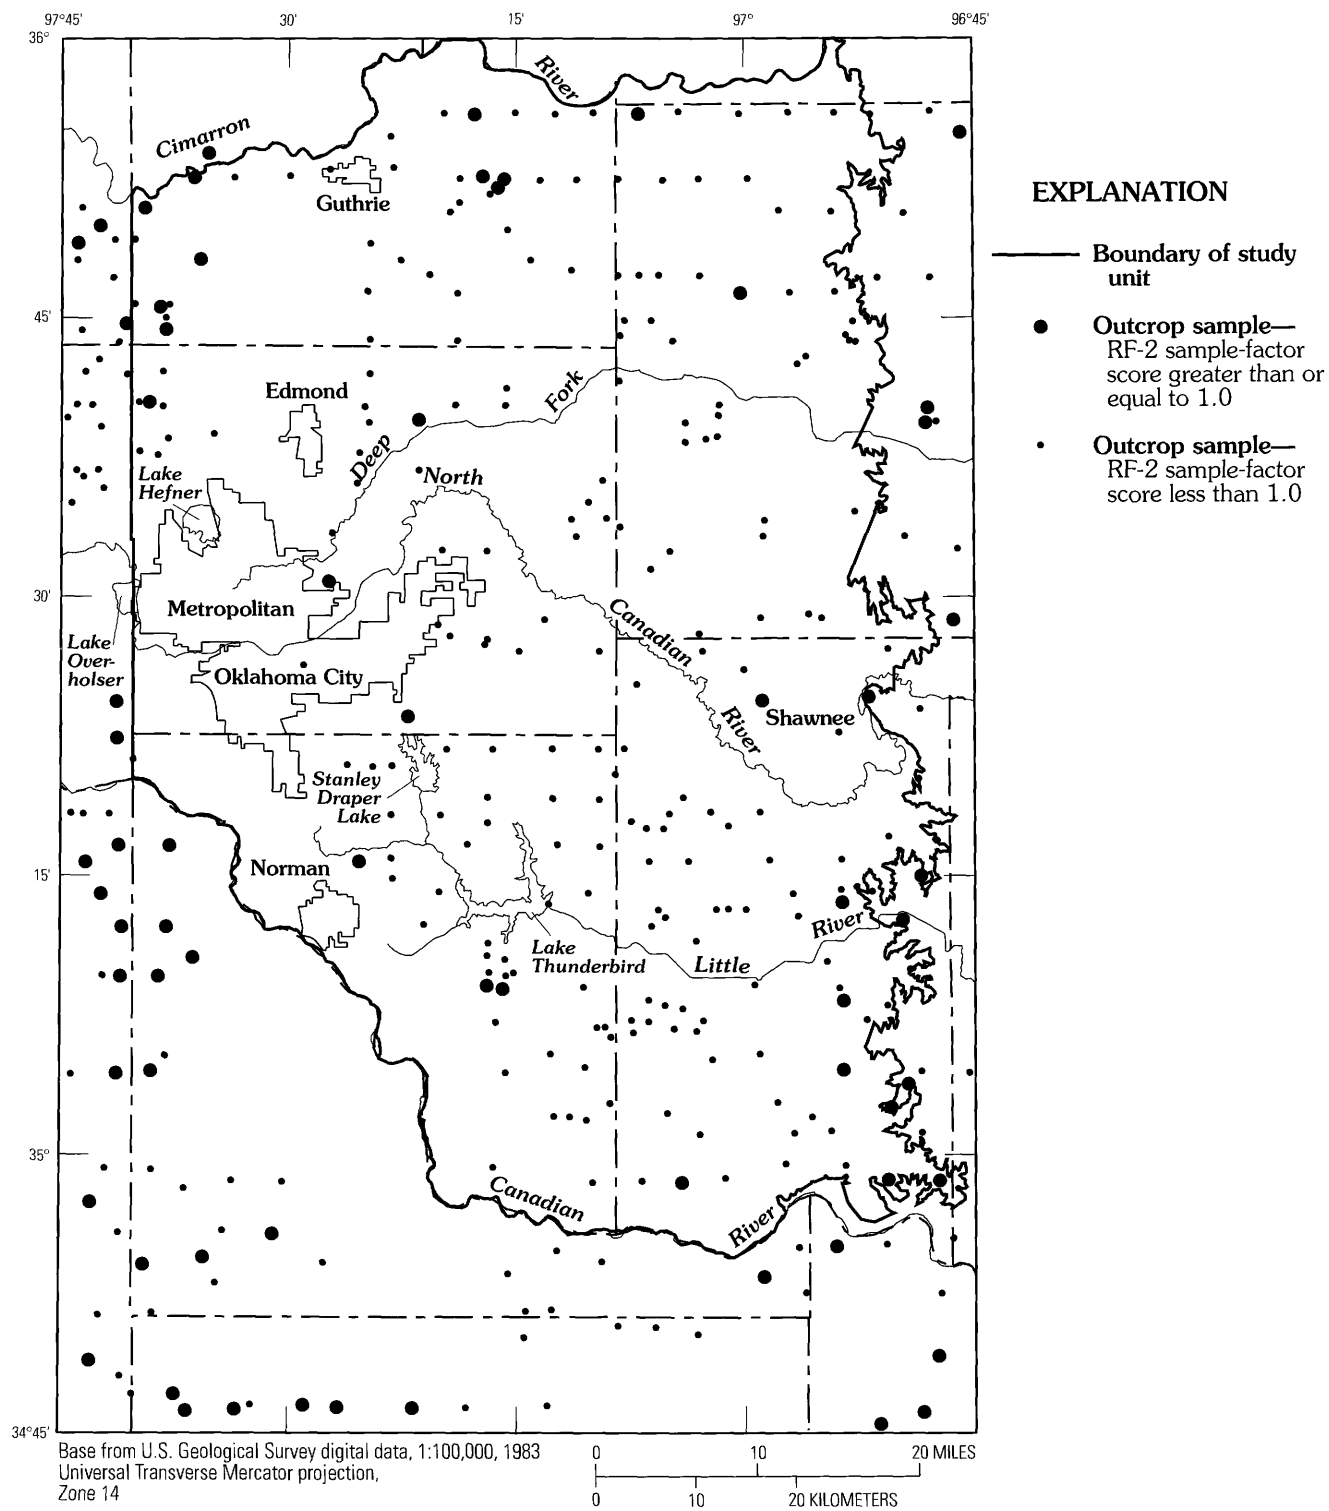 97°45'
30'
15'
97°
96°45'
36°
River
Cimarron
Guthrie
45'
Edmond
Fork
Deep
Lake
Hefner
North
30'
Metropolitan
Canadian
Lake
Over-
holser
Oklahoma City
River
Shawnee
Stanley
Draper
Lake
Norman
15'
River
Lake
Thunderbird
Little
35°
Canadian
River
34°45'
EXPLANATION
Boundary of study
unit
Outcrop sample—
RF-2 sample-factor
score greater than or
equal to 1.0
Outcrop sample—
RF-2 sample-factor
score less than 1.0
Base from U.S. Geological Survey digital data, 1:100,000, 1983
Universal Transverse Mercator projection,
Zone 14
0 10 20 MILES
0 10 20 KILOMETERS